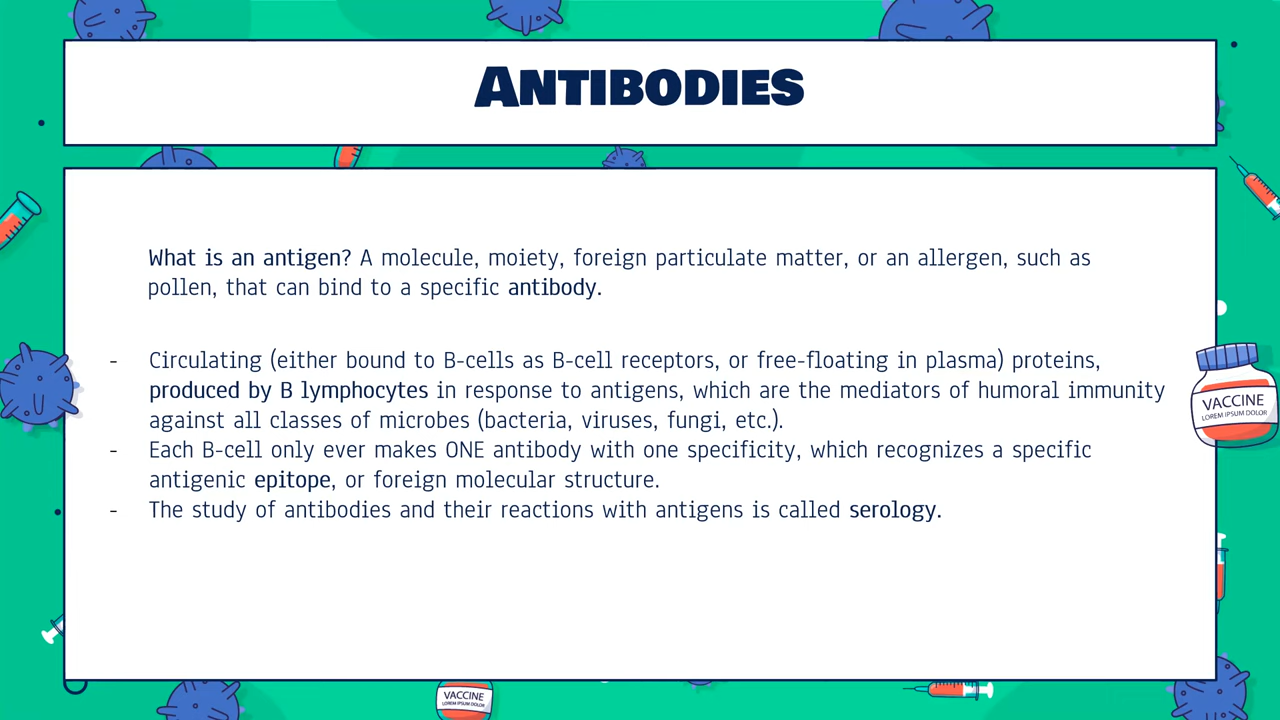 ANTIBODIES
What is an antigen? A molecule, moiety, foreign particulate matter, or an allergen, such as
pollen, that can bind to a specific antibody.
- Circulating (either bound to B-cells as B-cell receptors, or free-floating in plasma) proteins,
produced by B lymphocytes in response to antigens, which are the mediators of humoral immunity
against all classes of microbes (bacteria, viruses, fungi, etc.).
- Each B-cell only ever makes ONE antibody with one specificity, which recognizes a specific
antigenic epitope, or foreign molecular structure.
- The study of antibodies and their reactions with antigens is called serology.
VACCINE
LOREM IPSUM DOLOR
VACCINE
LOREM IPSUM DOLOR